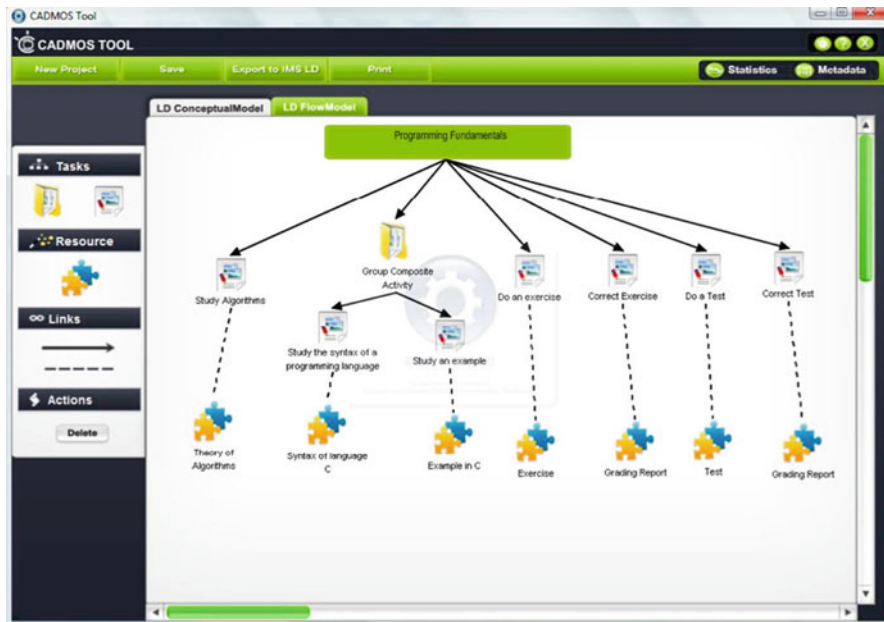 CADMOS Tool
CADMOS TOOL
New Project Save Export to IMS LD Print Statistics Metadata
LD ConceptualModel LD FlowModel
Tasks
Resource
Links
Actions
Delete
Programming Fundamentals
Study Algorithms
Group Composite
Activity
Do an exercise
Correct Exercise
Do a Test
Correct Test
Study the syntax of a
programming language
Study an example
Theory of
Algorithms
Syntax of language
C
Example in C
Exercise
Grading Report
Test
Grading Report